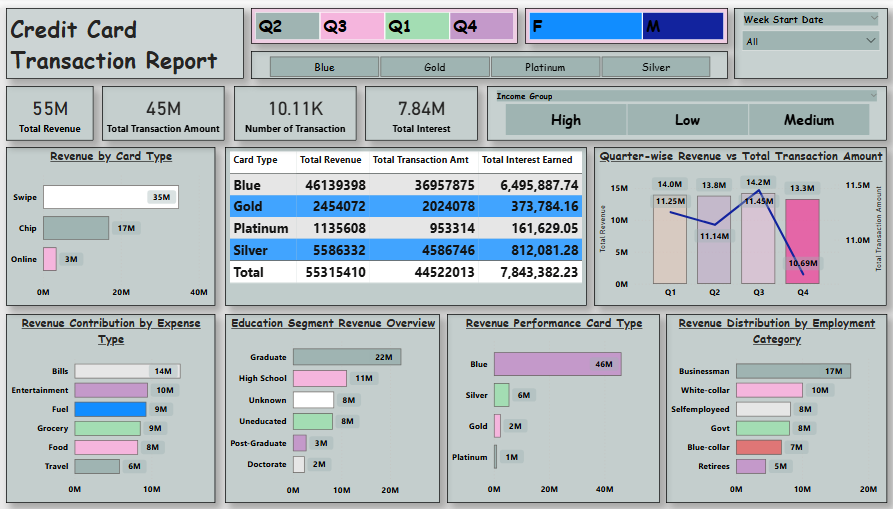 Credit Card
Transaction Report
Q2 Q3 Q1 Q4
F M
Week Start Date
All
Blue Gold Platinum Silver
55M
Total Revenue
45M
Total Transaction Amount
10.11K
Number of Transaction
7.84M
Total Interest
Income Group
High Low Medium
Revenue by Card Type
Swipe 35M
Chip 17M
Online 3M
0M 20M 40M
Card Type Total Revenue Total Transaction Amt Total Interest Earned
Blue 46139398 36957875 6,495,887.74
Gold 2454072 2024078 373,784.16
Platinum 1135608 953314 161,629.05
Silver 5586332 4586746 812,081.28
Total 55315410 44522013 7,843,382.23
Quarter-wise Revenue vs Total Transaction Amount
Total Revenue
15M
10M
5M
0M
14.0M 13.8M 14.2M 13.3M
11.25M 11.14M 11.45M 10.69M
Q1 Q2 Q3 Q4
11.5M
11.0M
Total Transaction Amount
Revenue Contribution by Expense
Type
Bills 14M
Entertainment 10M
Fuel 9M
Grocery 9M
Food 8M
Travel 6M
0M 10M
Education Segment Revenue Overview
Graduate 22M
High School 11M
Unknown 8M
Uneducated 8M
Post-Graduate 3M
Doctorate 2M
0M 10M 20M
Revenue Performance Card Type
Blue 46M
Silver 6M
Gold 2M
Platinum 1M
0M 20M 40M
Revenue Distribution by Employment
Category
Businessman 17M
White-collar 10M
Selfemployeed 8M
Govt 8M
Blue-collar 7M
Retirees 5M
0M 10M 20M